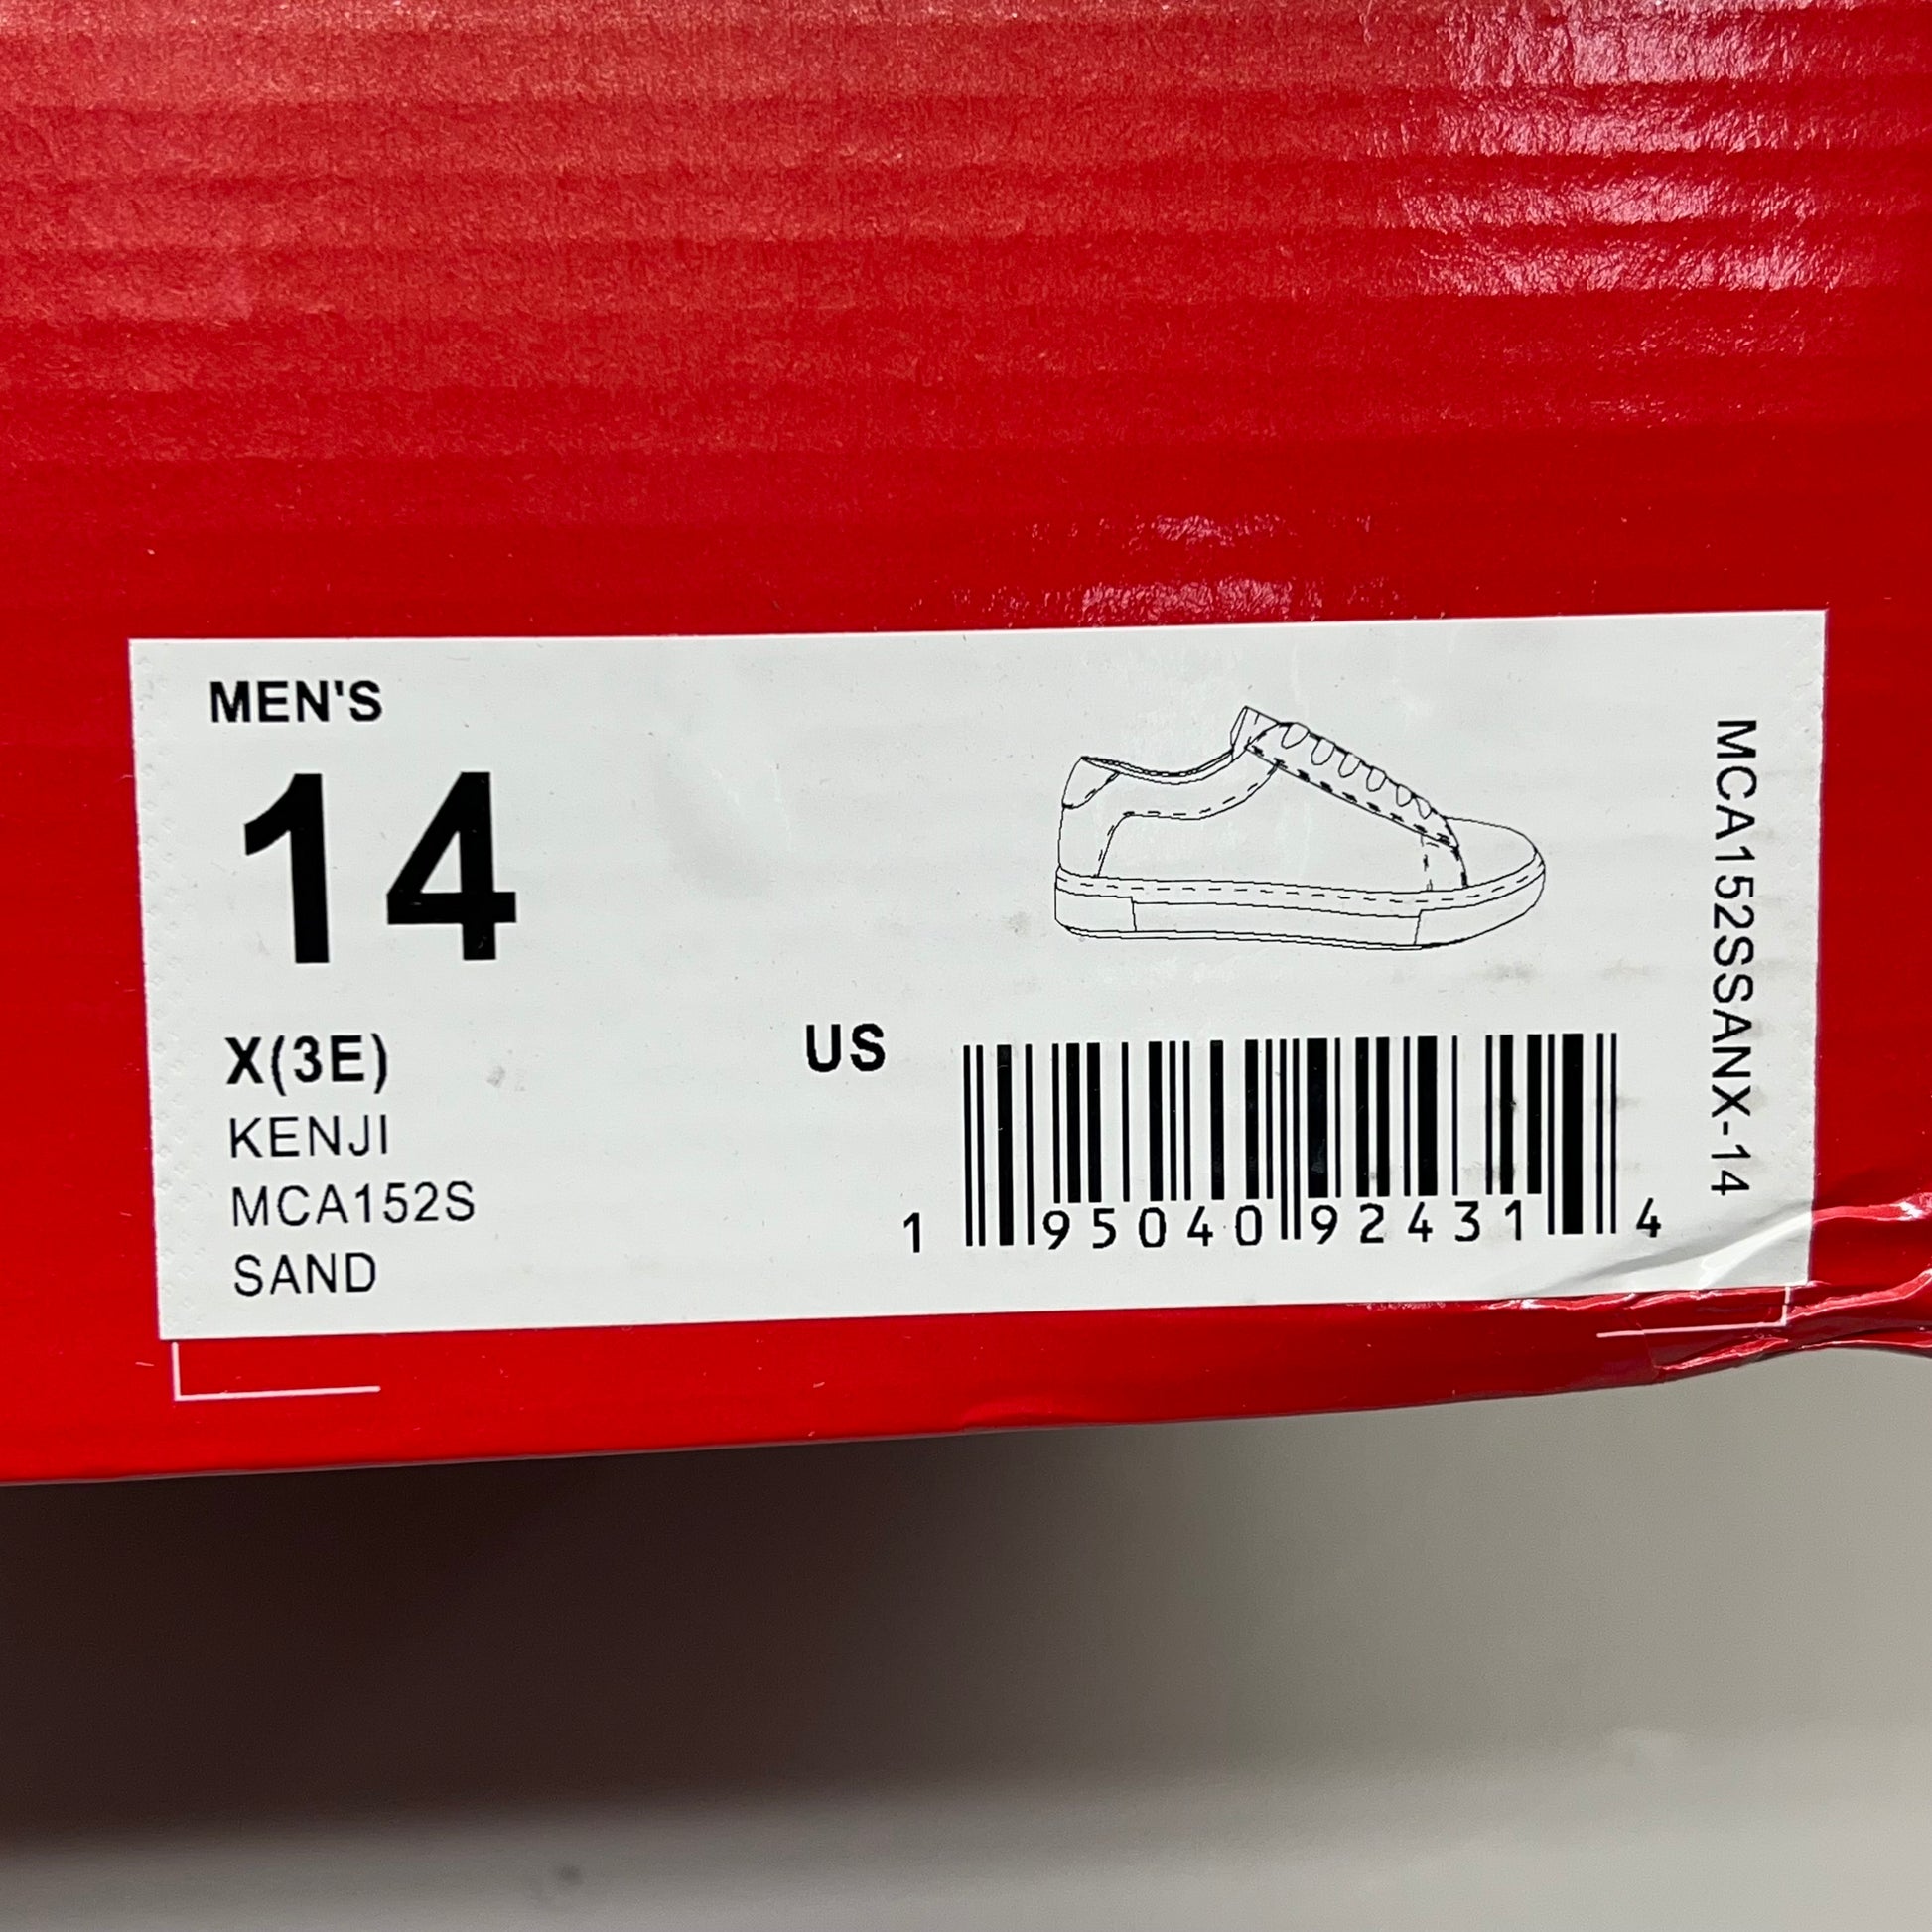 MEN'S
14
X(3E)
KENJI
MCA152S
SAND
US
1 95040 92431 4
MCA152SSANX-14